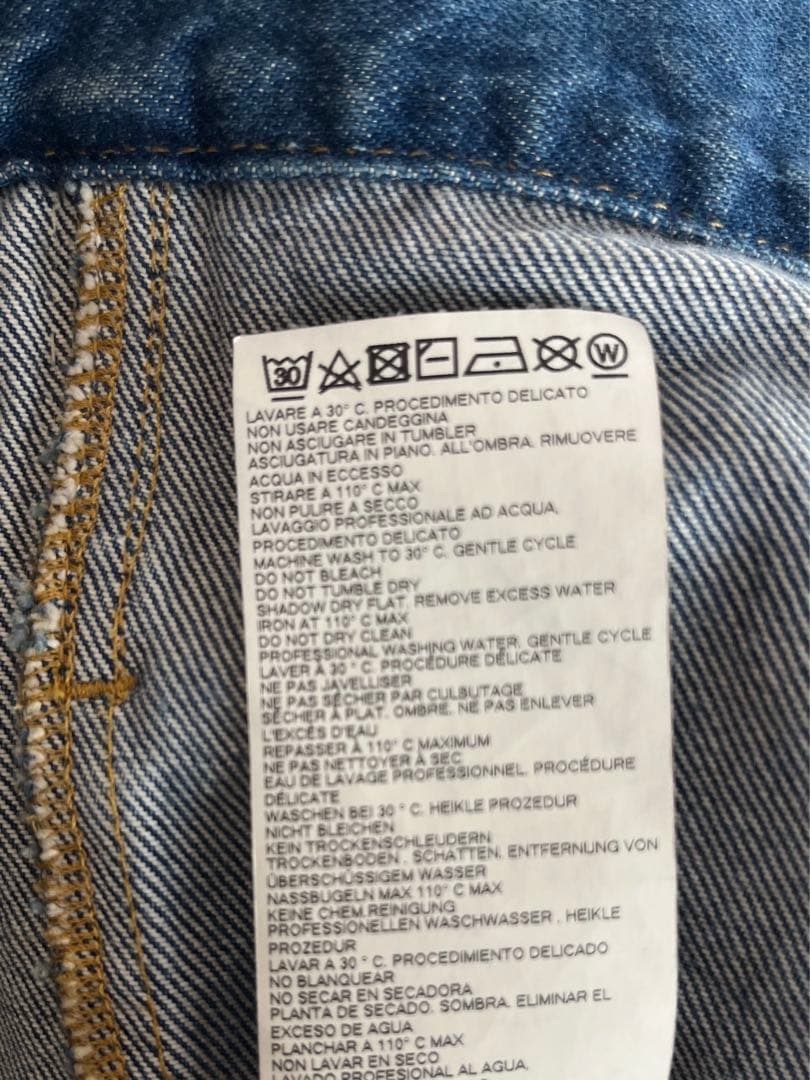 30 W
LAVARE A 30° C. PROCEDIMENTO DELICATO
NON USARE CANDEGGINA
NON ASCIUGARE IN TUMBLER
ASCIUGATURA IN PIANO. ALL'OMBRA. RIMUOVERE
ACQUA IN ECCESSO
STIRARE A 110° C MAX
NON PULIRE A SECCO
LAVAGGIO PROFESSIONALE AD ACQUA,
PROCEDIMENTO DELICATO
MACHINE WASH TO 30° C. GENTLE CYCLE
DO NOT BLEACH
DO NOT TUMBLE DRY
SHADOW DRY FLAT. REMOVE EXCESS WATER
IRON AT 110° C MAX
DO NOT DRY CLEAN
PROFESSIONAL WASHING WATER, GENTLE CYCLE
LAVER À 30 ° C. PROCÉDURE DÉLICATE
NE PAS JAVELLISER
NE PAS SÉCHER PAR CULBUTAGE
SÉCHER À PLAT. OMBRE. NE PAS ENLEVER
L'EXCÈS D'EAU
REPASSER À 110° C MAXIMUM
NE PAS NETTOYER À SEC
EAU DE LAVAGE PROFESSIONNEL. PROCÉDURE
DÉLICATE
WASCHEN BEI 30 ° C. HEIKLE PROZEDUR
NICHT BLEICHEN
KEIN TROCKENSCHLEUDERN
TROCKENBODEN . SCHATTEN. ENTFERNUNG VON
ÜBERSCHÜSSIGEM WASSER
NASSBÜGELN MAX 110° C MAX
KEINE CHEM.REINIGUNG
PROFESSIONELLEN WASCHWASSER . HEIKLE
PROZEDUR
LAVAR A 30 ° C. PROCEDIMIENTO DELICADO
NO BLANQUEAR
NO SECAR EN SECADORA
PLANTA DE SECADO. SOMBRA. ELIMINAR EL
EXCESO DE AGUA
PLANCHAR A 110° C MAX
NON LAVAR EN SECO
LAVADO PROFESIONAL AL AGUA,